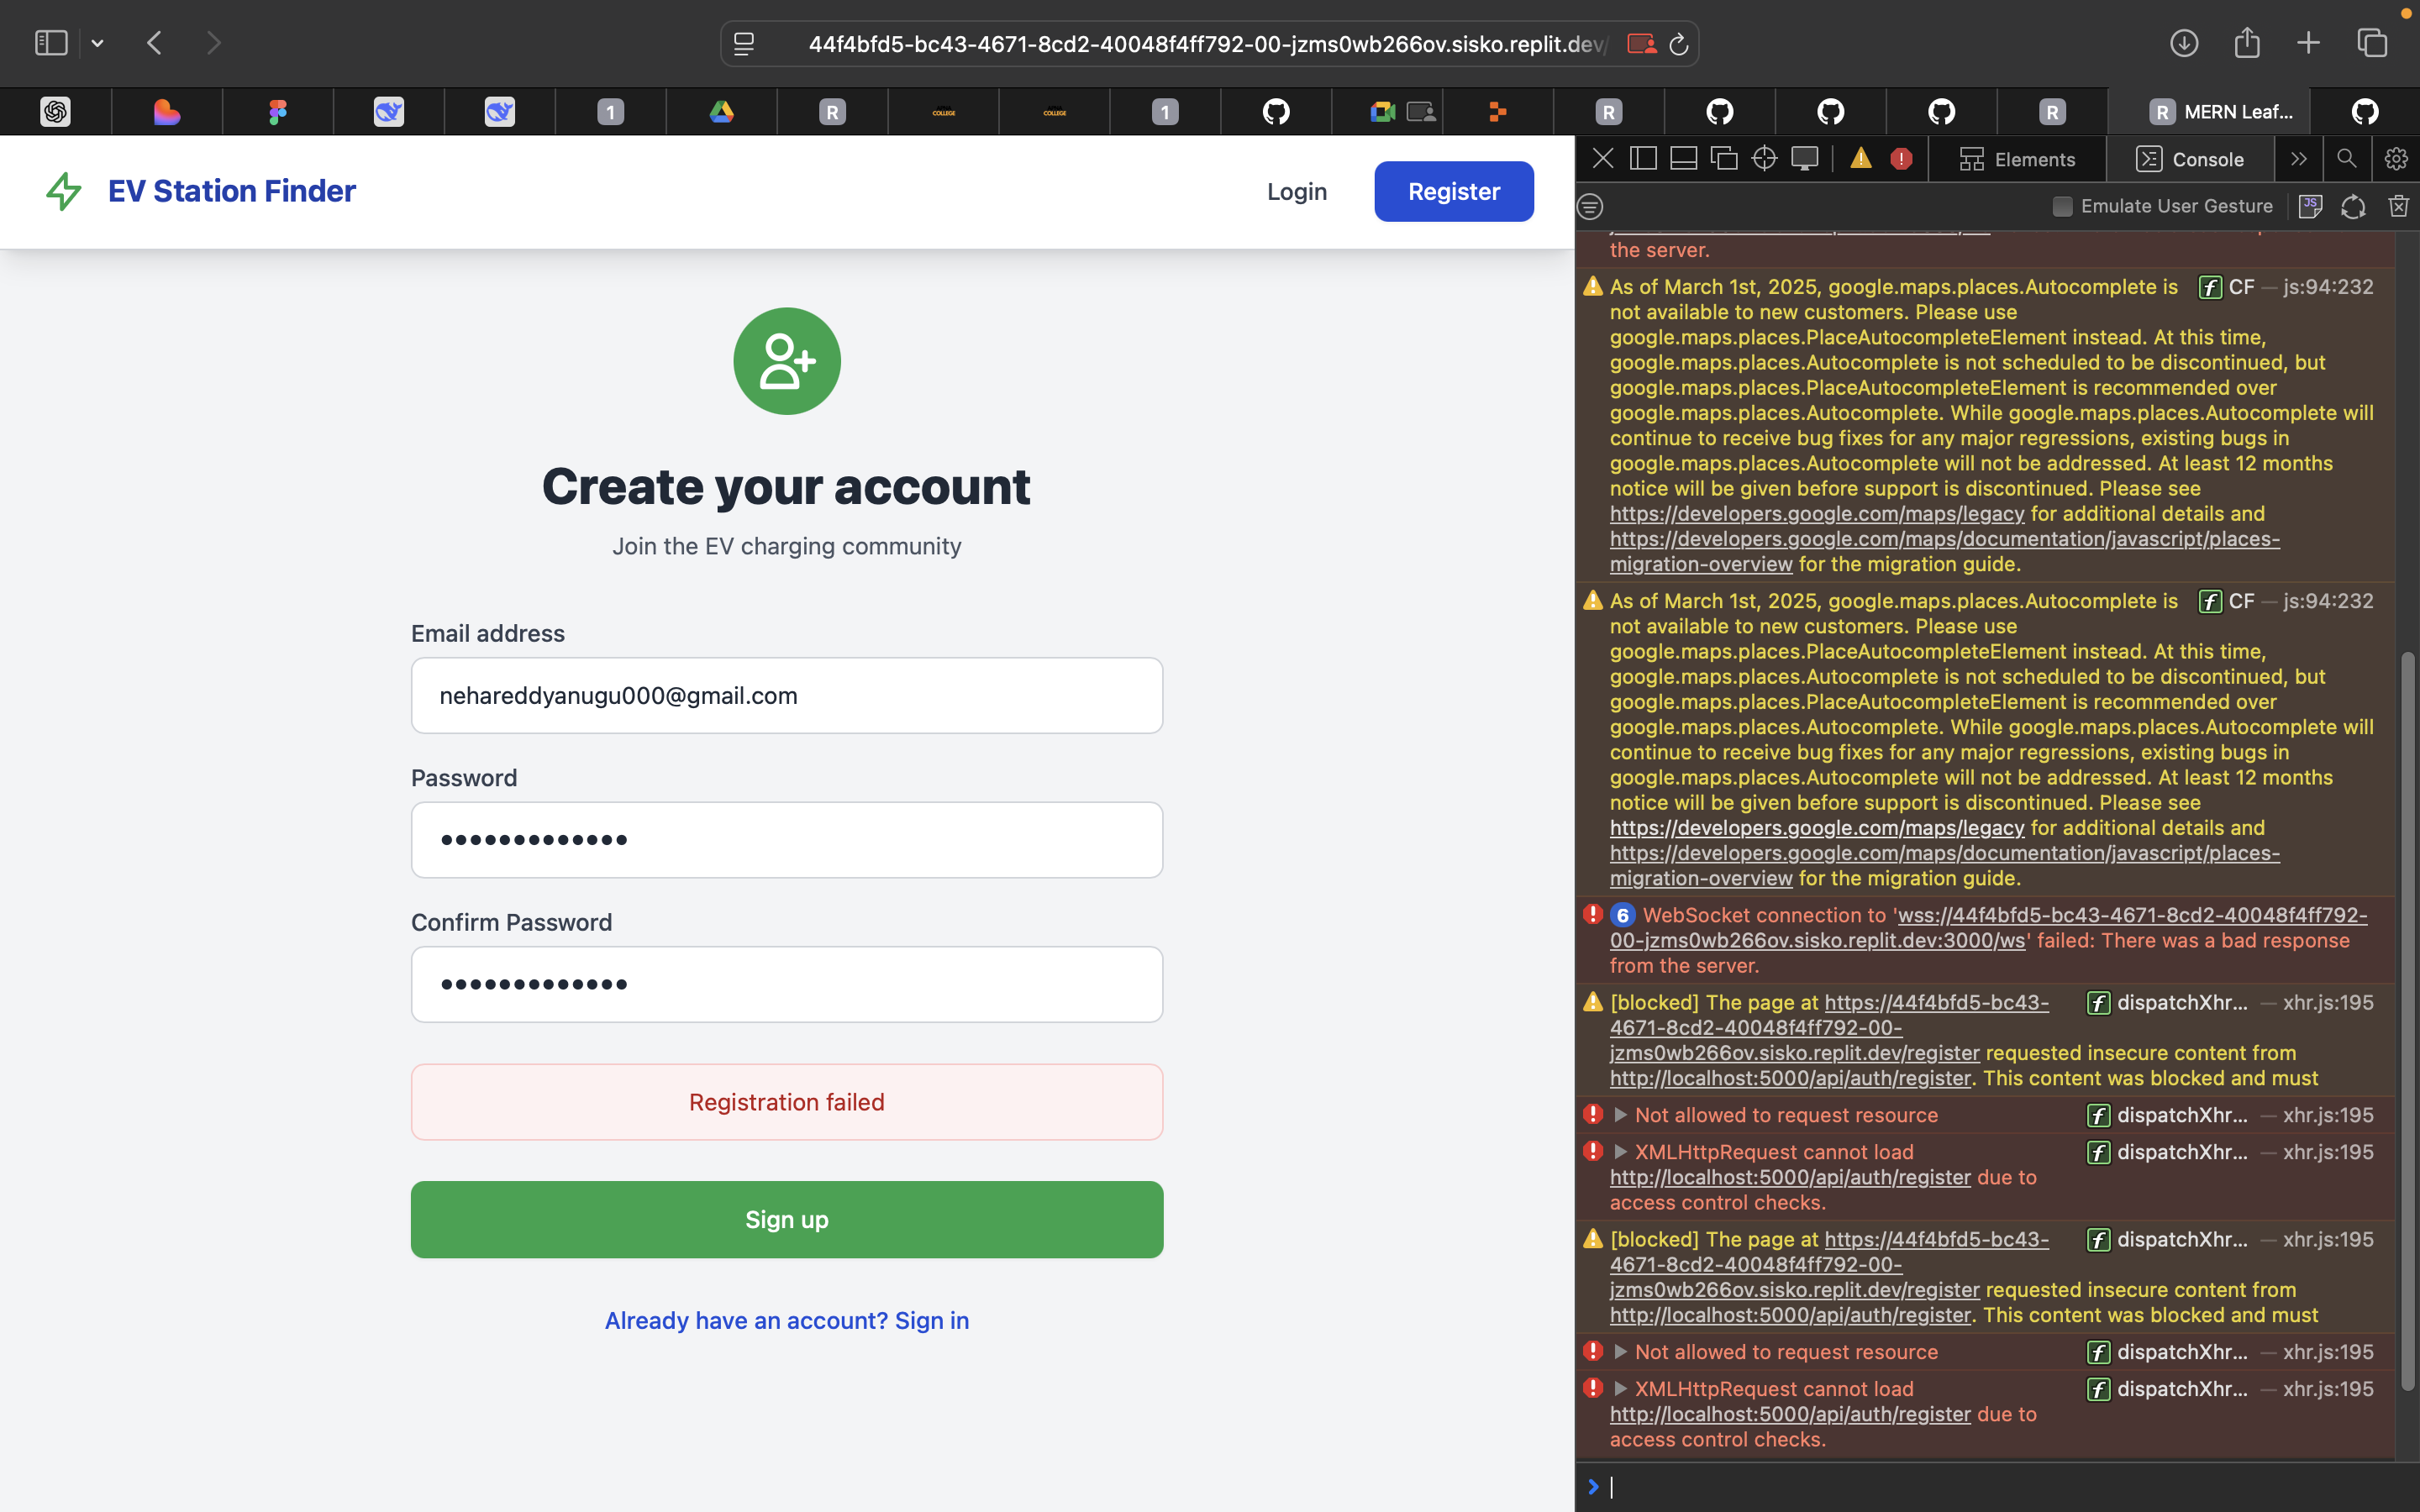 44f4bfd5-bc43-4671-8cd2-40048f4ff792-00-jzms0wb266ov.sisko.replit.dev/
1
R
COLLEGE
COLLEGE
1
R
R
R MERN Leaf...
EV Station Finder
Login
Register
Create your account
Join the EV charging community
Email address
nehareddyanugu000@gmail.com
Password
Confirm Password
Registration failed
Sign up
Already have an account? Sign in
Elements
Console
Emulate User Gesture
JS
the server.
As of March 1st, 2025, google.maps.places.Autocomplete is f CF — js:94:232
not available to new customers. Please use
google.maps.places.PlaceAutocompleteElement instead. At this time,
google.maps.places.Autocomplete is not scheduled to be discontinued, but
google.maps.places.PlaceAutocompleteElement is recommended over
google.maps.places.Autocomplete. While google.maps.places.Autocomplete will
continue to receive bug fixes for any major regressions, existing bugs in
google.maps.places.Autocomplete will not be addressed. At least 12 months
notice will be given before support is discontinued. Please see
https://developers.google.com/maps/legacy for additional details and
https://developers.google.com/maps/documentation/javascript/places-
migration-overview for the migration guide.
As of March 1st, 2025, google.maps.places.Autocomplete is f CF — js:94:232
not available to new customers. Please use
google.maps.places.PlaceAutocompleteElement instead. At this time,
google.maps.places.Autocomplete is not scheduled to be discontinued, but
google.maps.places.PlaceAutocompleteElement is recommended over
google.maps.places.Autocomplete. While google.maps.places.Autocomplete will
continue to receive bug fixes for any major regressions, existing bugs in
google.maps.places.Autocomplete will not be addressed. At least 12 months
notice will be given before support is discontinued. Please see
https://developers.google.com/maps/legacy for additional details and
https://developers.google.com/maps/documentation/javascript/places-
migration-overview for the migration guide.
6 WebSocket connection to 'wss://44f4bfd5-bc43-4671-8cd2-40048f4ff792-
00-jzms0wb266ov.sisko.replit.dev:3000/ws' failed: There was a bad response
from the server.
[blocked] The page at https://44f4bfd5-bc43- f dispatchXhr... — xhr.js:195
4671-8cd2-40048f4ff792-00-
jzms0wb266ov.sisko.replit.dev/register requested insecure content from
http://localhost:5000/api/auth/register. This content was blocked and must
Not allowed to request resource f dispatchXhr... — xhr.js:195
XMLHttpRequest cannot load f dispatchXhr... — xhr.js:195
http://localhost:5000/api/auth/register due to
access control checks.
[blocked] The page at https://44f4bfd5-bc43- f dispatchXhr... — xhr.js:195
4671-8cd2-40048f4ff792-00-
jzms0wb266ov.sisko.replit.dev/register requested insecure content from
http://localhost:5000/api/auth/register. This content was blocked and must
Not allowed to request resource f dispatchXhr... — xhr.js:195
XMLHttpRequest cannot load f dispatchXhr... — xhr.js:195
http://localhost:5000/api/auth/register due to
access control checks.